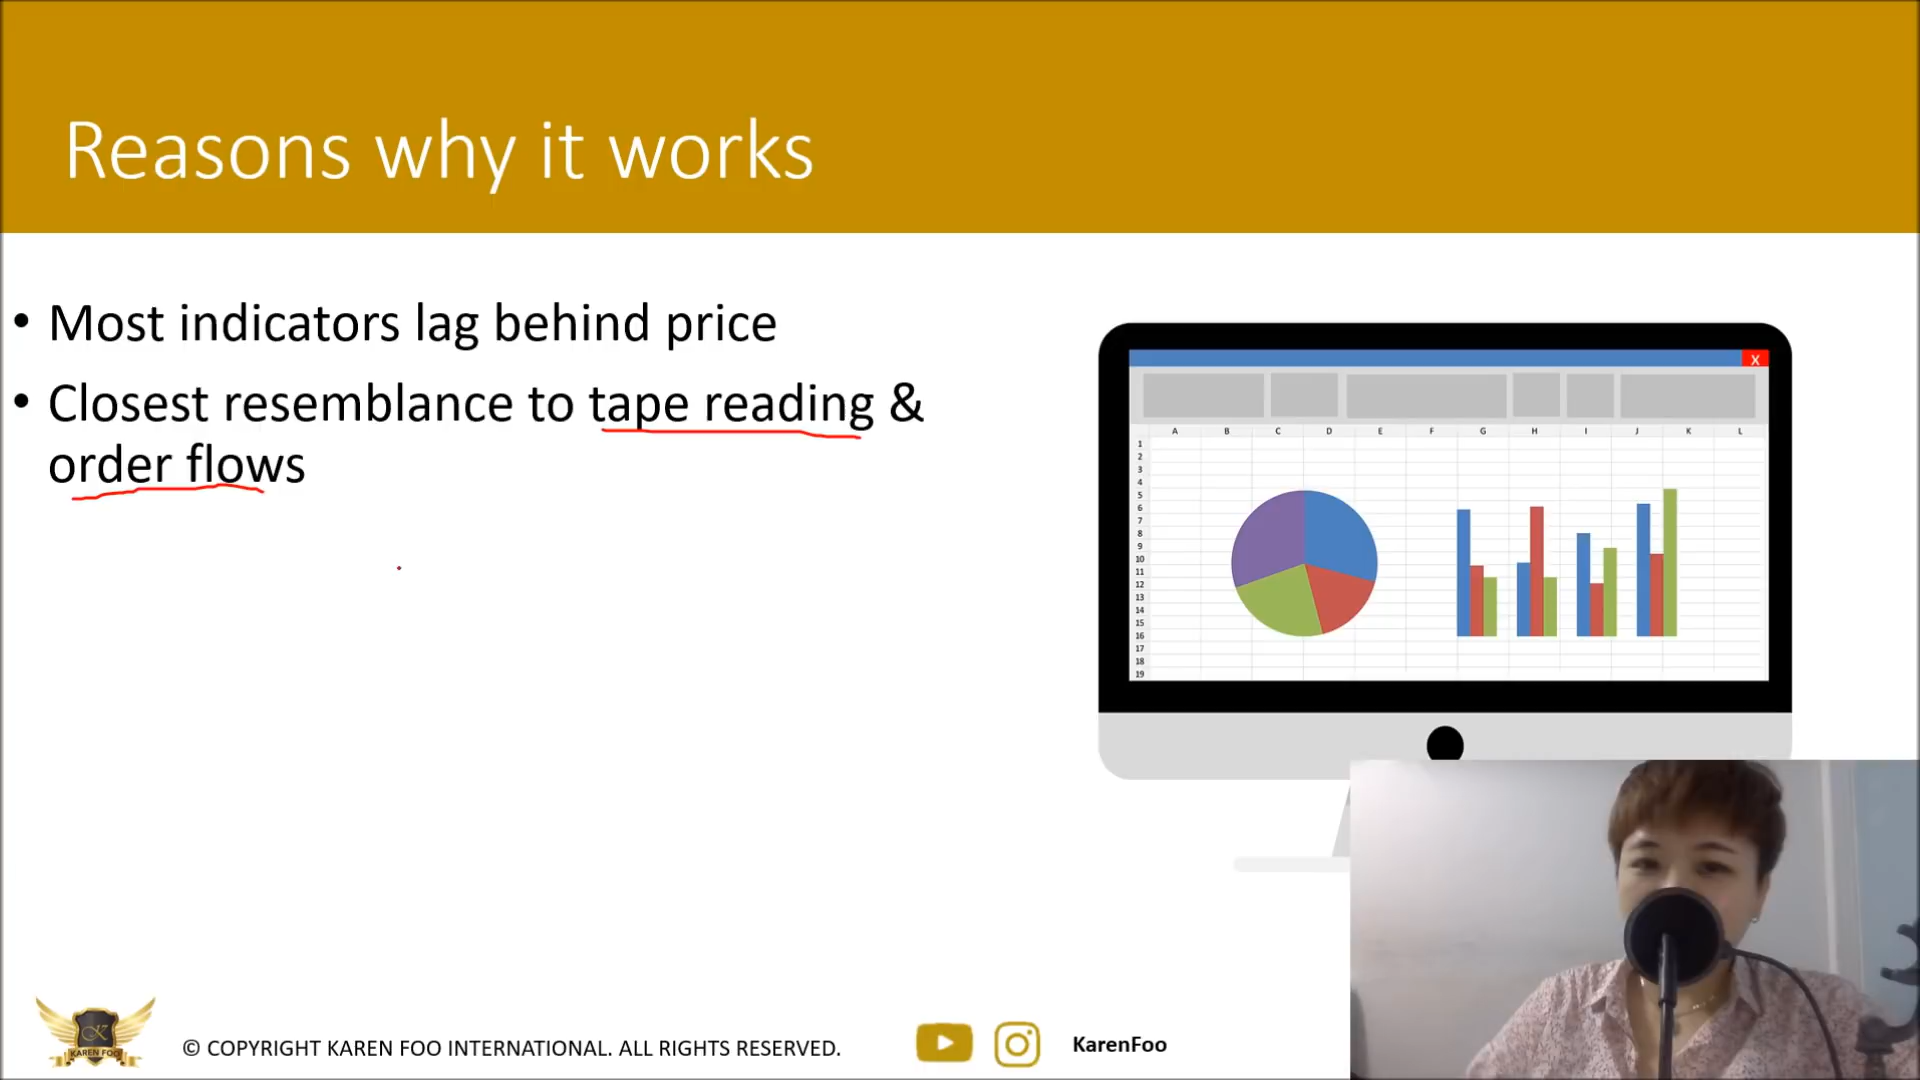 Reasons why it works
• Most indicators lag behind price
• Closest resemblance to tape reading &
order flows
X
A B C D E F G H I J K L
1
2
3
4
5
6
7
8
9
10
11
12
13
14
15
16
17
18
19
K
KAREN FOO
© COPYRIGHT KAREN FOO INTERNATIONAL. ALL RIGHTS RESERVED.
KarenFoo